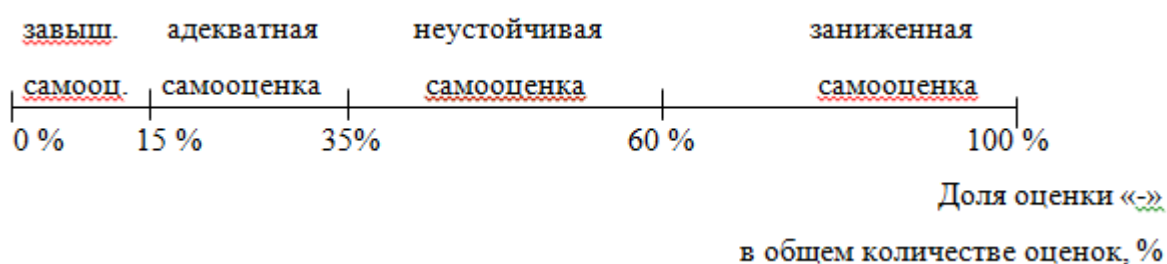 завыш. адекватная неустойчивая заниженная
самооц. самооценка самооценка самооценка
0 % 15 % 35% 60 % 100 %
Доля оценки «-»
в общем количестве оценок, %